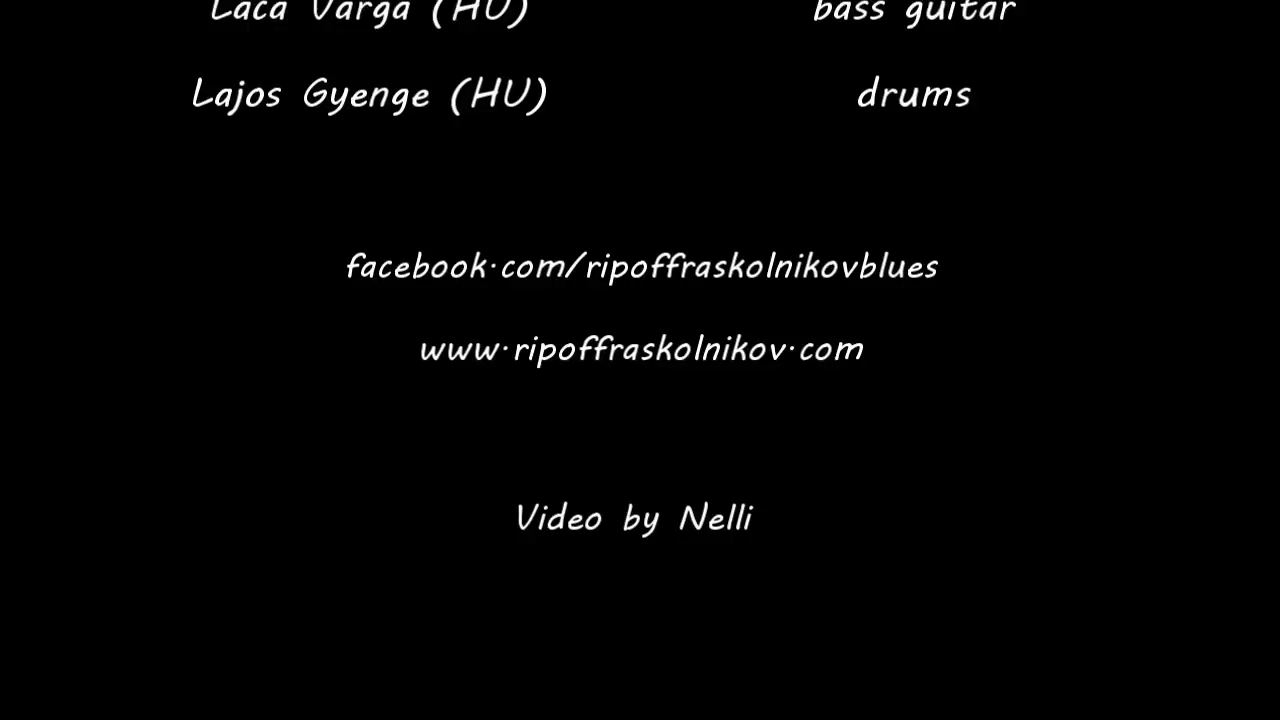 Laca Varga (HU) bass guitar
Lajos Gyenge (HU) drums
facebook.com/ripoffraskolnikovblues
www.ripoffraskolnikov.com
Video by Nelli